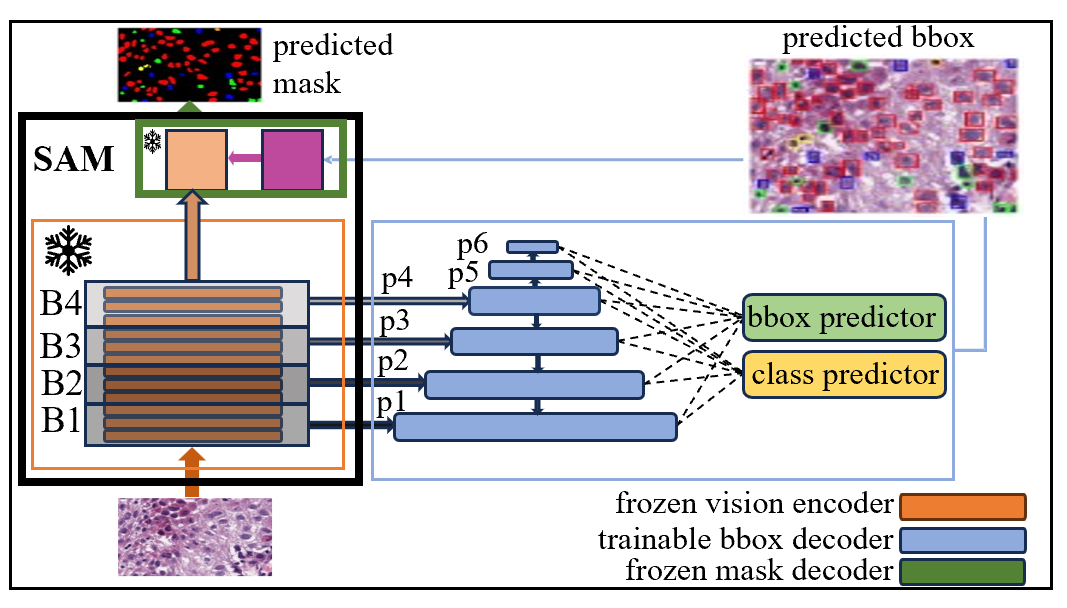 predicted
mask
predicted bbox
SAM
p6
p5
p4
B4
p3
B3
p2
B2
p1
B1
bbox predictor
class predictor
frozen vision encoder
trainable bbox decoder
frozen mask decoder